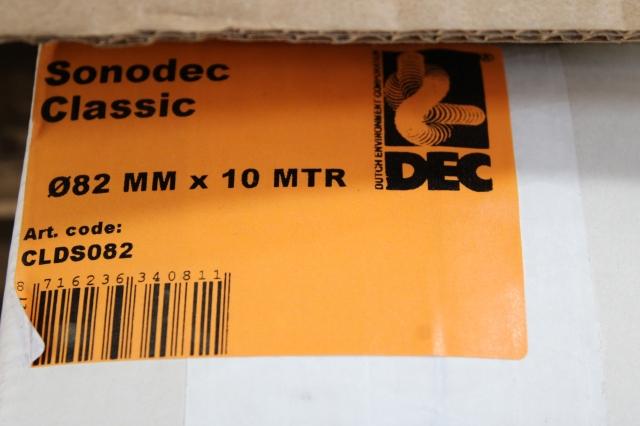 Sonodec
Classic
Ø82 MM x 10 MTR
Art. code:
CLDS082
8 716236 340811
DUTCH ENVIRONMENT CORPORATION
®
DEC